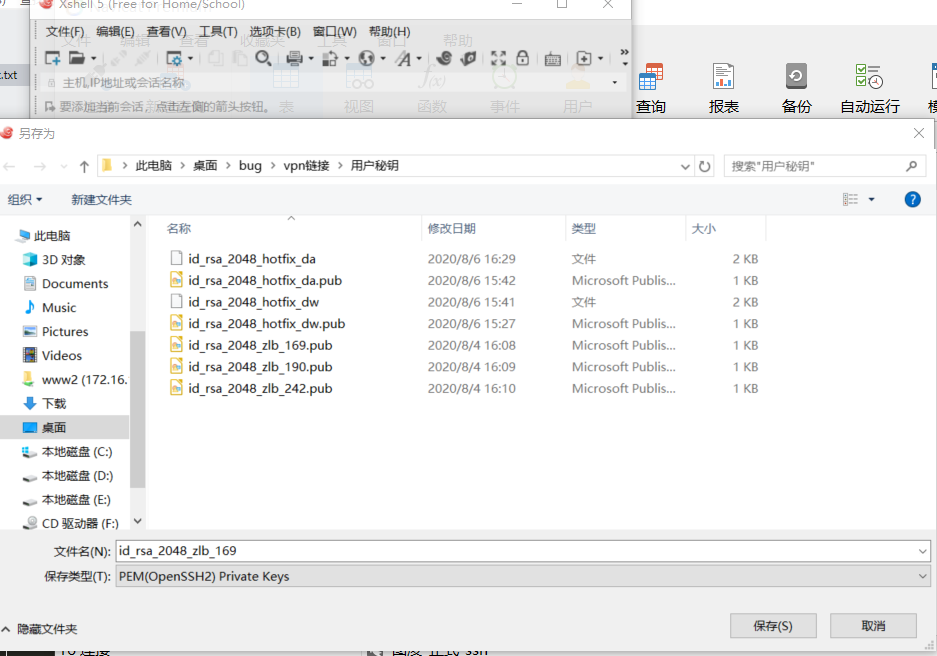 Xshell 5 (Free for Home/School)
文件(F) 编辑(E) 查看(V) 工具(T) 选项卡(B) 窗口(W) 帮助(H)
.txt
主机,IP地址或会话名称
要添加当前会话，点击左侧的箭头按钮。
表 视图 函数 事件 用户
查询 报表 备份 自动运行
另存为
此电脑 桌面 bug vpn链接 用户秘钥
搜索"用户秘钥"
组织 新建文件夹
名称 修改日期 类型 大小
此电脑
3D 对象
Documents
Music
Pictures
Videos
www2 (172.16.
下载
桌面
本地磁盘 (C:)
本地磁盘 (D:)
本地磁盘 (E:)
CD 驱动器 (F:)
id_rsa_2048_hotfix_da 2020/8/6 16:29 文件 2 KB
id_rsa_2048_hotfix_da.pub 2020/8/6 15:42 Microsoft Publis... 1 KB
id_rsa_2048_hotfix_dw 2020/8/6 15:41 文件 2 KB
id_rsa_2048_hotfix_dw.pub 2020/8/6 15:27 Microsoft Publis... 1 KB
id_rsa_2048_zlb_169.pub 2020/8/4 16:08 Microsoft Publis... 1 KB
id_rsa_2048_zlb_190.pub 2020/8/4 16:09 Microsoft Publis... 1 KB
id_rsa_2048_zlb_242.pub 2020/8/4 16:10 Microsoft Publis... 1 KB
文件名(N): id_rsa_2048_zlb_169
保存类型(T): PEM(OpenSSH2) Private Keys
隐藏文件夹
保存(S) 取消